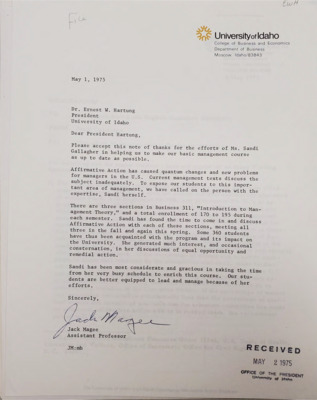 File
University of Idaho
College of Business and Economics
Department of Business
Moscow, Idaho/83843
May 1, 1975
Dr. Ernest W. Hartung
President
University of Idaho
Dear President Hartung,
Please accept this note of thanks for the efforts of Ms. Sandi
Gallagher in helping us to make our basic management course
as up to date as possible.
Affirmative Action has caused quantum changes and new problems
for managers in the U.S. Current management texts discuss the
subject inadequately. To expose our students to this impor-
tant area of management, we have called on the person with the
expertise, Sandi herself.
There are three sections in Business 311, "Introduction to Man-
agement Theory," and a total enrollment of 170 to 195 during
each semester. Sandi has found the time to come in and discuss
Affirmative Action with each of these sections, meeting all
three in the fall and again this spring. Some 360 students
have thus been acquainted with the program and its impact on
the University. She generated much interest, and occasional
consternation, in her discussions of equal opportunity and
remedial action.
Sandi has been most considerate and gracious in taking the time
from her very busy schedule to enrich this course. Our stu-
dents are better equipped to lead and manage because of her
efforts.
Sincerely,
Jack Magee
Jack Magee
Assistant Professor
JM:mb
RECEIVED
MAY 2 1975
OFFICE OF THE PRESIDENT
University of Idaho